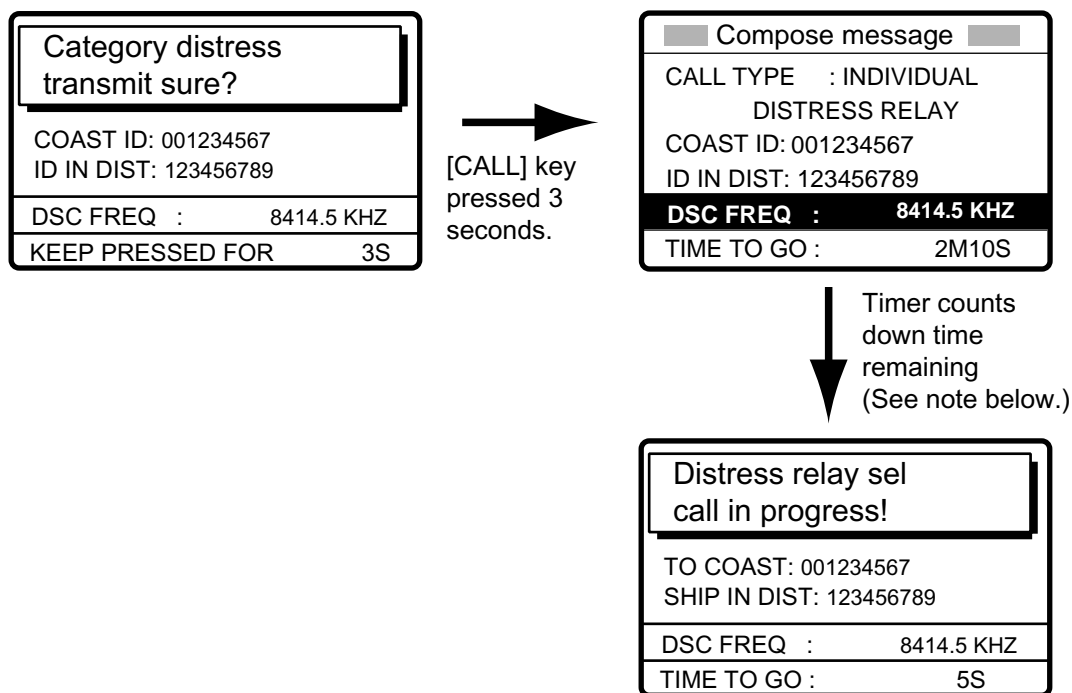 Category distress
transmit sure?
COAST ID: 001234567
ID IN DIST: 123456789
DSC FREQ : 8414.5 KHZ
KEEP PRESSED FOR 3S
[CALL] key
pressed 3
seconds.
Compose message
CALL TYPE : INDIVIDUAL
DISTRESS RELAY
COAST ID: 001234567
ID IN DIST: 123456789
DSC FREQ : 8414.5 KHZ
TIME TO GO : 2M10S
Timer counts
down time
remaining
(See note below.)
Distress relay sel
call in progress!
TO COAST: 001234567
SHIP IN DIST: 123456789
DSC FREQ : 8414.5 KHZ
TIME TO GO : 5S